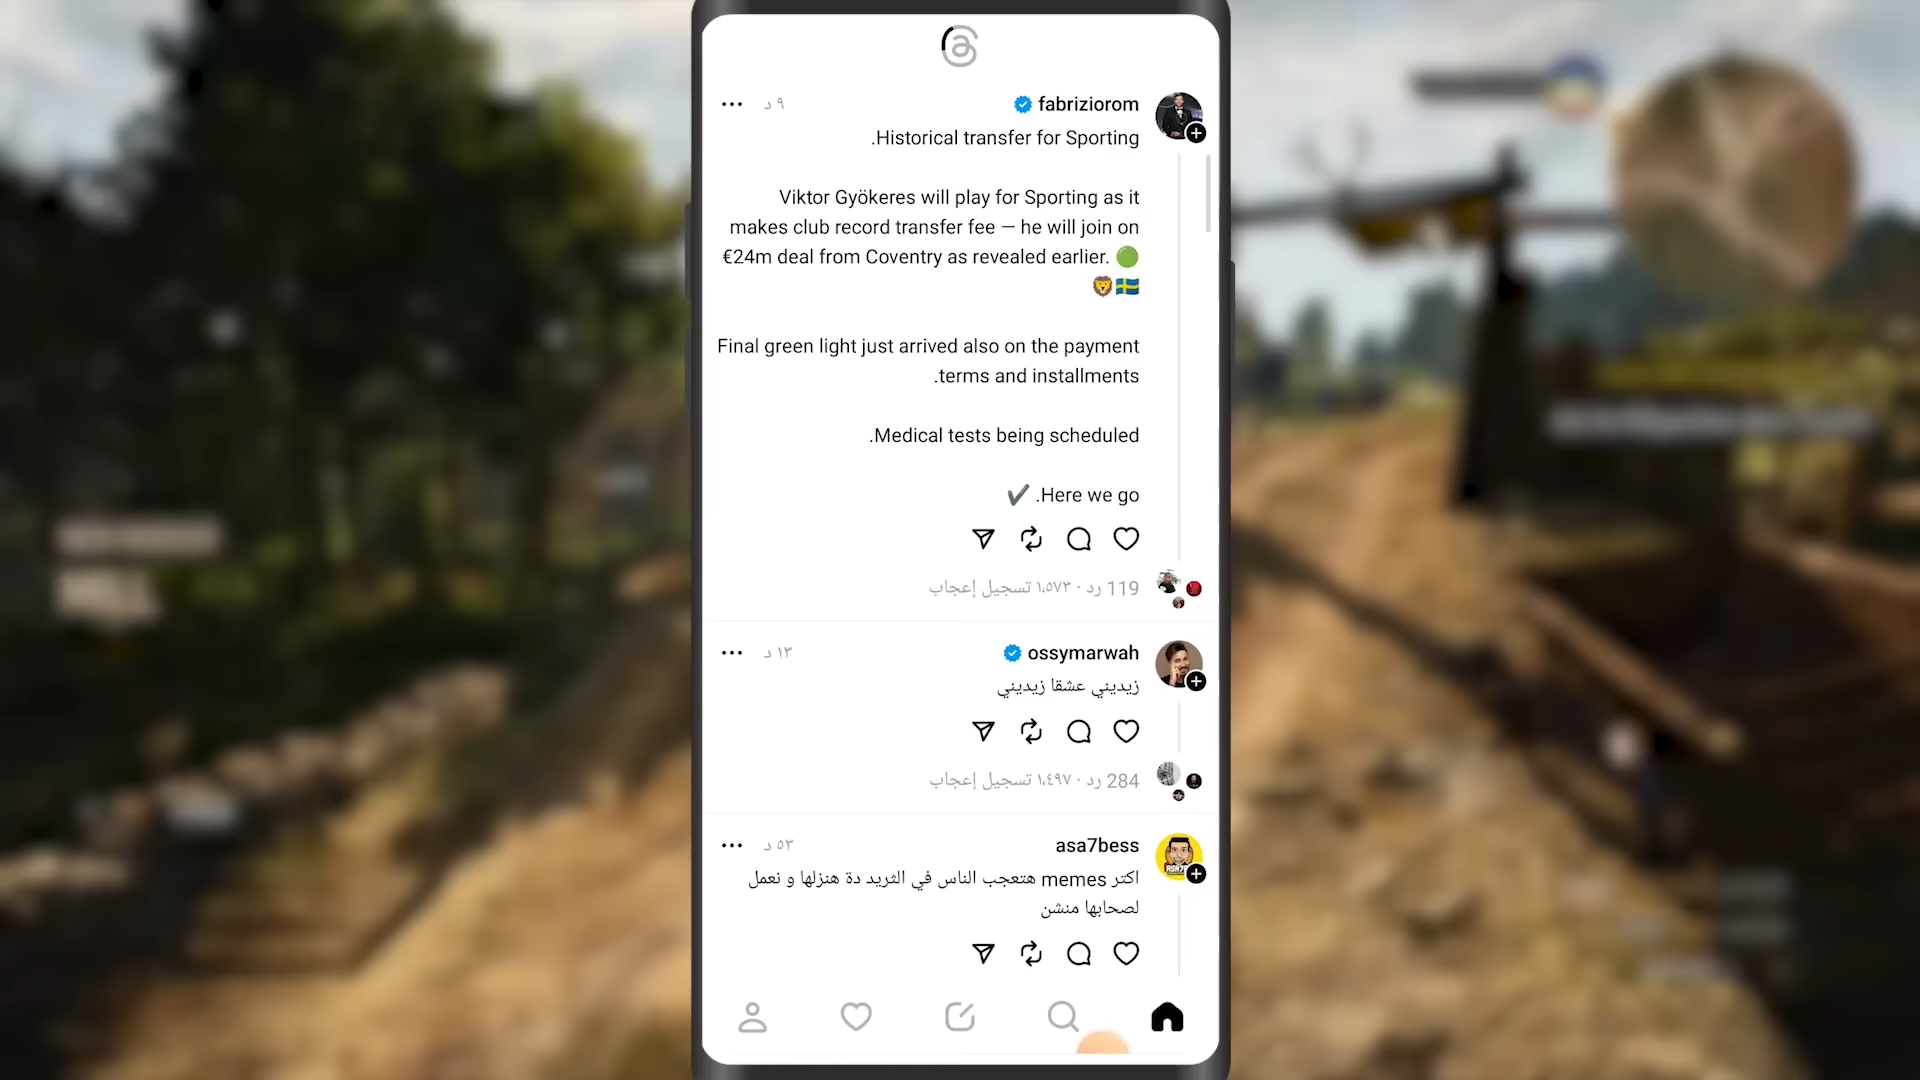 fabriziorom ٩ د
Historical transfer for Sporting.
Viktor Gyökeres will play for Sporting as it
makes club record transfer fee — he will join on
€24m deal from Coventry as revealed earlier. 🟢
🦁🇸🇪
Final green light just arrived also on the payment
terms and installments.
Medical tests being scheduled.
Here we go. ✔️
119 رد · ١،٥٧٣ تسجيل إعجاب
ossymarwah ١٣ د
زيديني عشقا زيديني
284 رد · ١،٤٩٧ تسجيل إعجاب
asa7bess ٥٣ د
اكتر memes هتعجب الناس في الثريد دة هنزلها و نعمل
لصحابها منشن